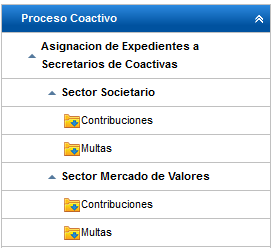 Proceso Coactivo
Asignacion de Expedientes a
Secretarios de Coactivas
Sector Societario
Contribuciones
Multas
Sector Mercado de Valores
Contribuciones
Multas